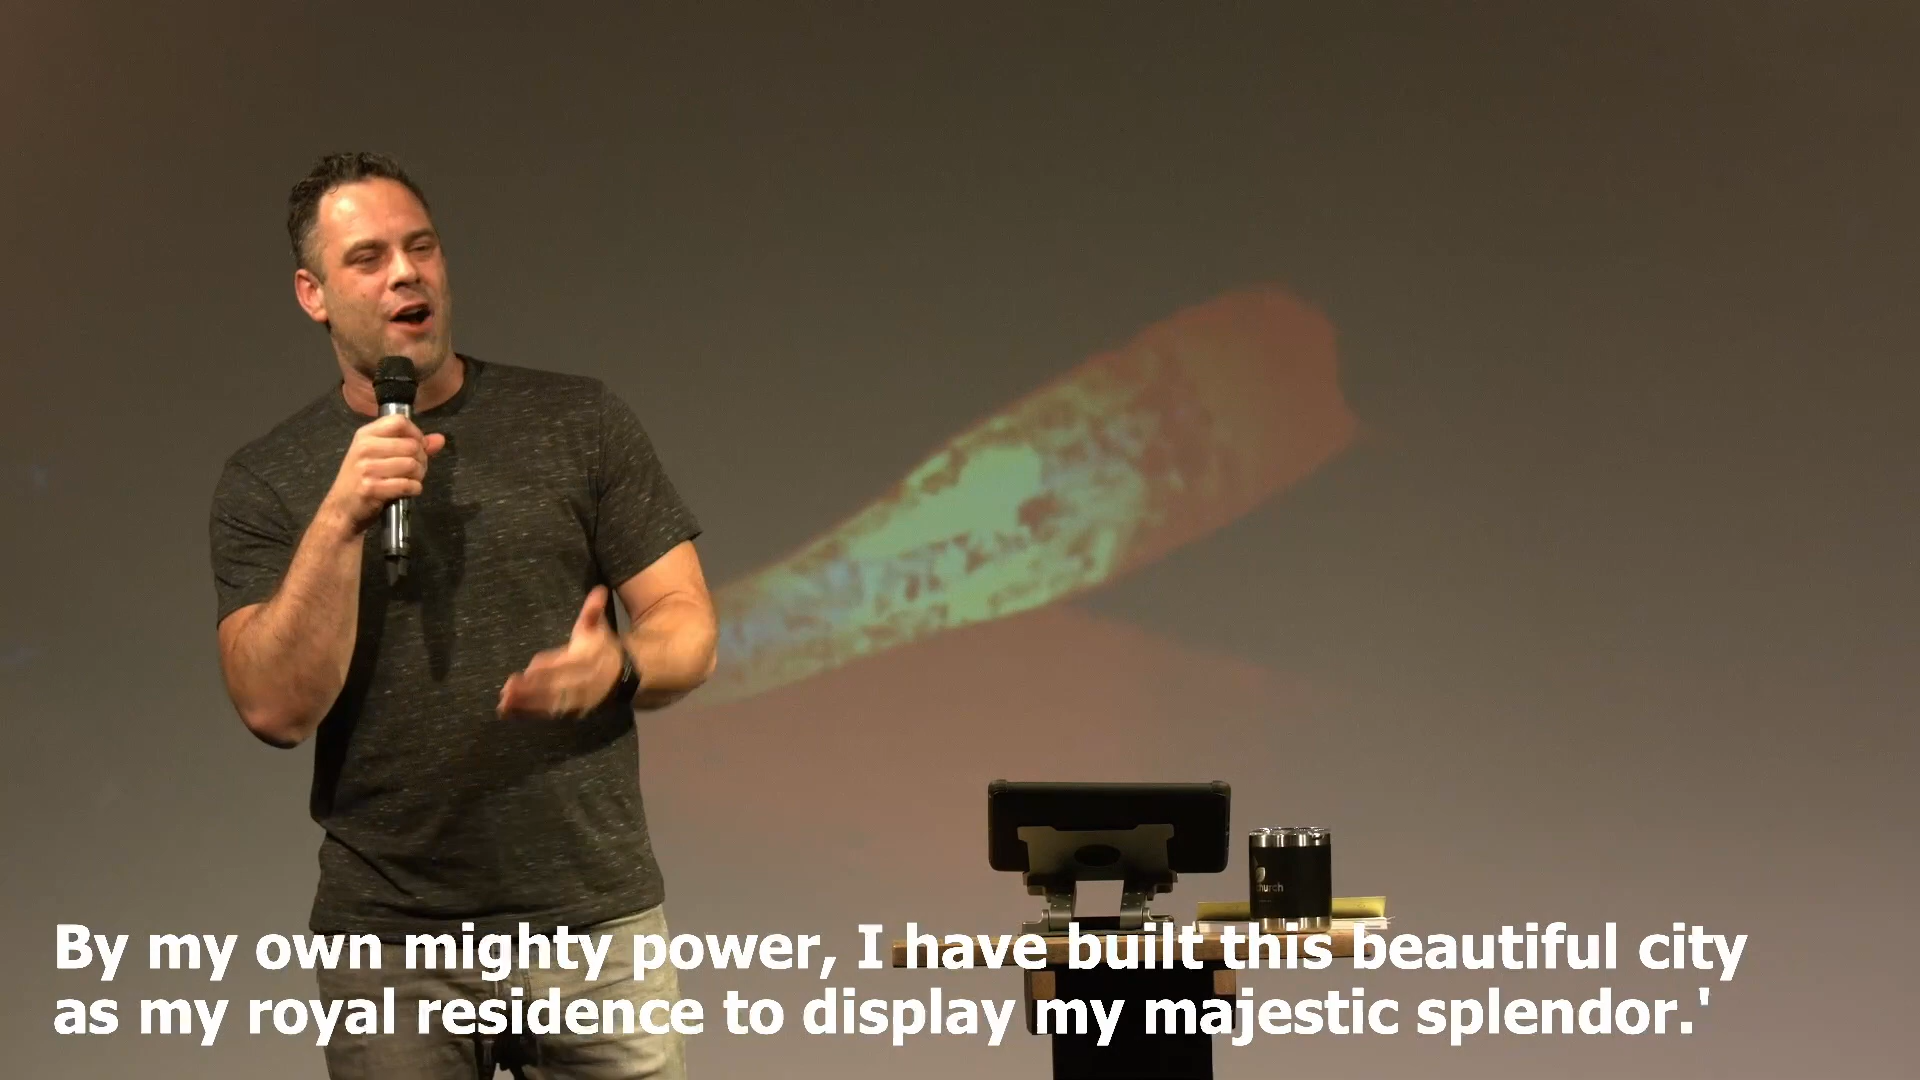 church
By my own mighty power, I have built this beautiful city
as my royal residence to display my majestic splendor.'